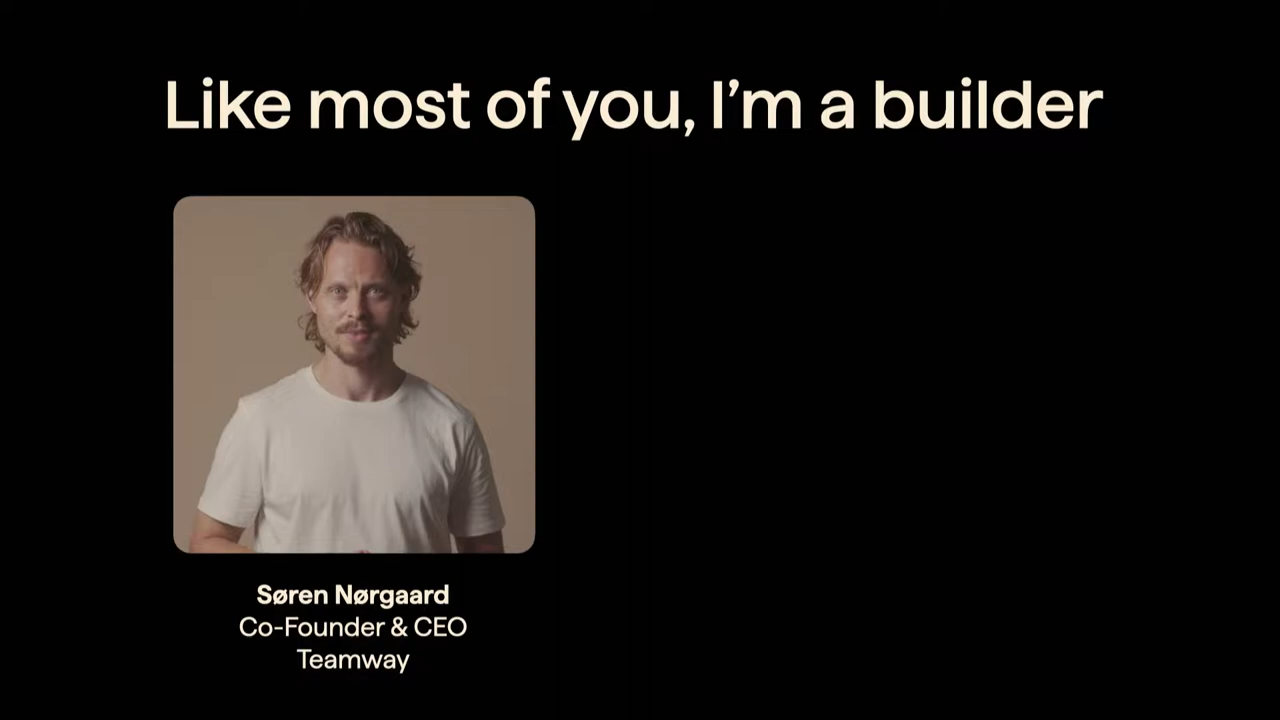 Like most of you, I’m a builder
Søren Nørgaard
Co-Founder & CEO
Teamway